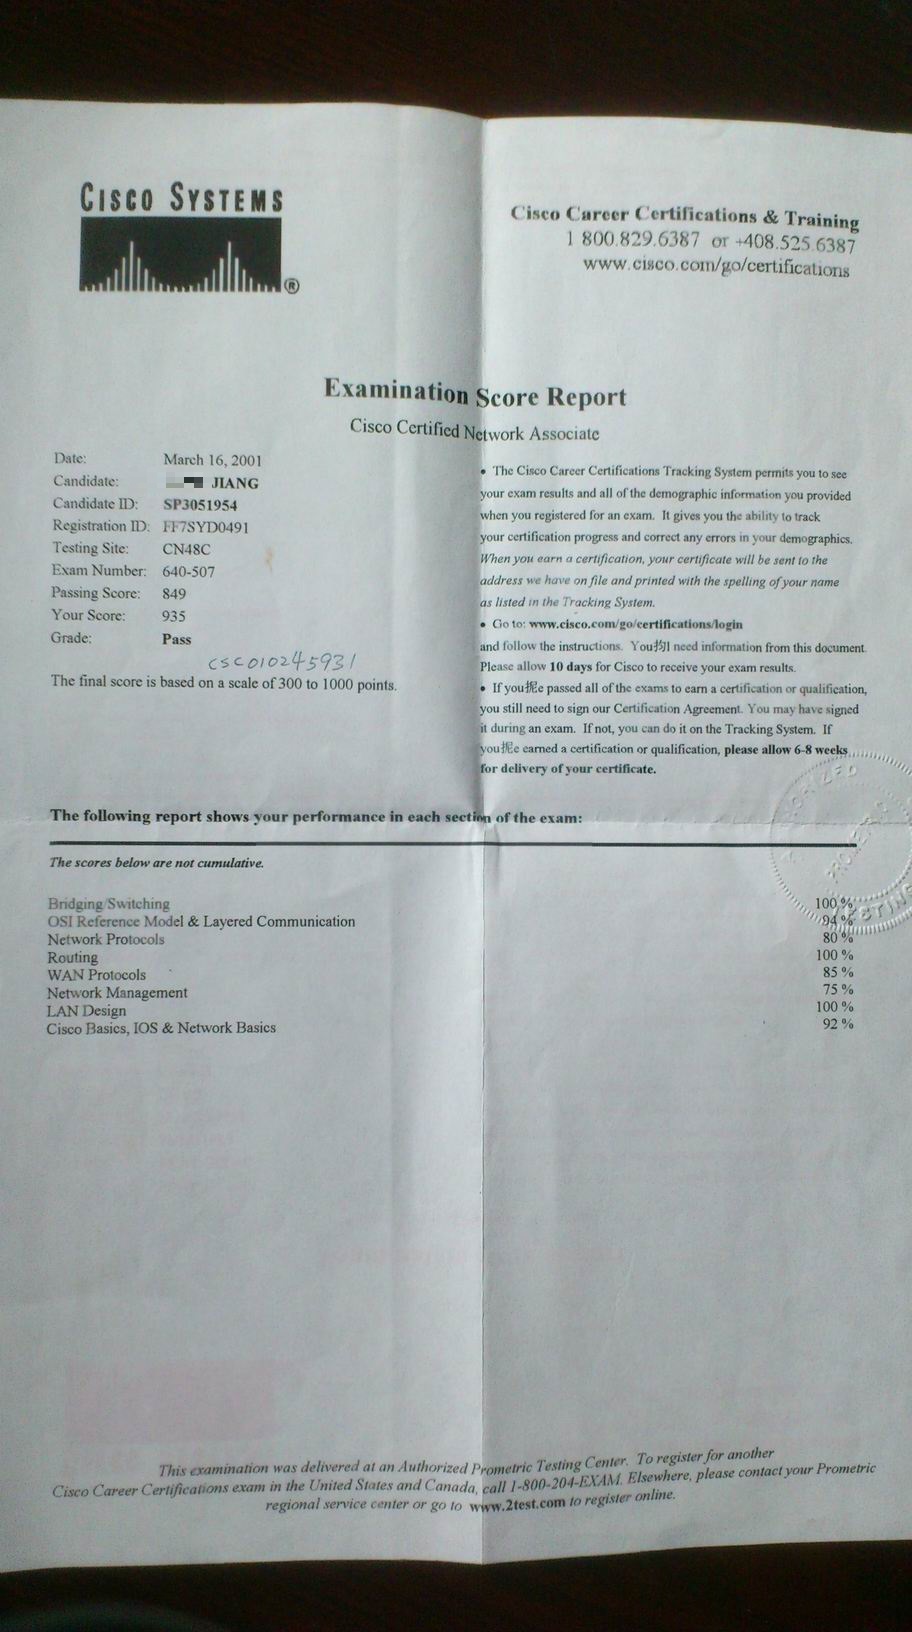 CISCO SYSTEMS
®
Cisco Career Certifications & Training
1 800.829.6387 or +408.525.6387
www.cisco.com/go/certifications
Examination Score Report
Cisco Certified Network Associate
Date: March 16, 2001
Candidate: JIANG
Candidate ID: SP3051954
Registration ID: FF7SYD0491
Testing Site: CN48C
Exam Number: 640-507
Passing Score: 849
Your Score: 935
Grade: Pass
CSCO10245931
The final score is based on a scale of 300 to 1000 points.
• The Cisco Career Certifications Tracking System permits you to see
your exam results and all of the demographic information you provided
when you registered for an exam. It gives you the ability to track
your certification progress and correct any errors in your demographics.
When you earn a certification, your certificate will be sent to the
address we have on file and printed with the spelling of your name
as listed in the Tracking System.
• Go to: www.cisco.com/go/certifications/login
and follow the instructions. You抣l need information from this document.
Please allow 10 days for Cisco to receive your exam results.
• If you抳e passed all of the exams to earn a certification or qualification,
you still need to sign our Certification Agreement. You may have signed
it during an exam. If not, you can do it on the Tracking System. If
you抳e earned a certification or qualification, please allow 6-8 weeks
for delivery of your certificate.
The following report shows your performance in each section of the exam:
The scores below are not cumulative.
Bridging/Switching 100 %
OSI Reference Model & Layered Communication 94 %
Network Protocols 80 %
Routing 100 %
WAN Protocols 85 %
Network Management 75 %
LAN Design 100 %
Cisco Basics, IOS & Network Basics 92 %
This examination was delivered at an Authorized Prometric Testing Center. To register for another
Cisco Career Certifications exam in the United States and Canada, call 1-800-204-EXAM. Elsewhere, please contact your Prometric
regional service center or go to www.2test.com to register online.